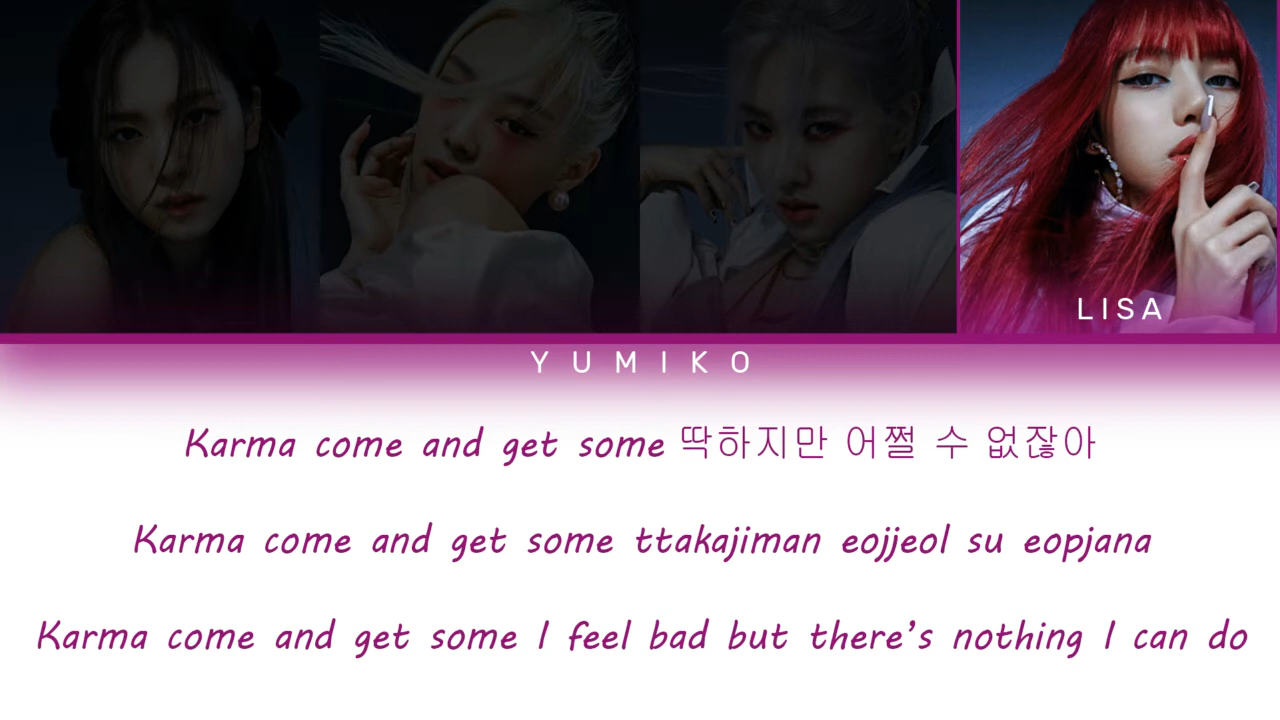 LISA
YUMIKO
Karma come and get some 딱하지만 어쩔 수 없잖아
Karma come and get some ttakajiman eojjeol su eopjana
Karma come and get some I feel bad but there’s nothing I can do